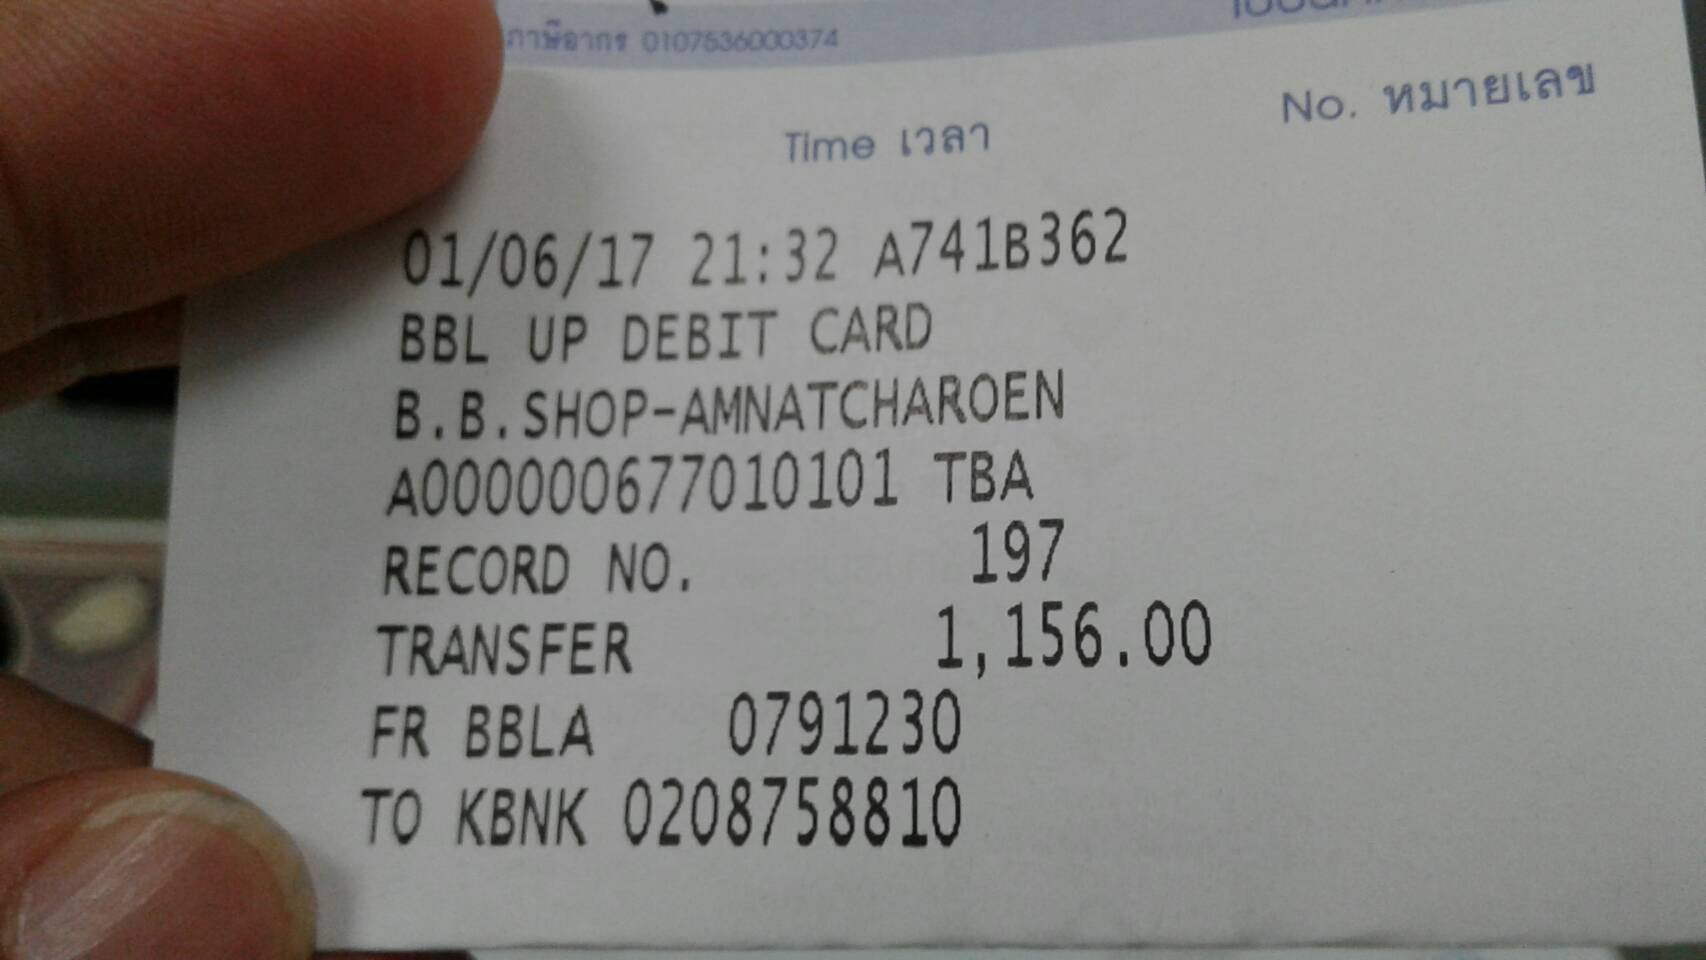 ภาษีอากร 0107536000374
No. หมายเลข
Time เวลา
01/06/17 21:32 A741B362
BBL UP DEBIT CARD
B.B.SHOP-AMNATCHAROEN
A000000677010101 TBA
RECORD NO. 197
TRANSFER 1,156.00
FR BBLA 0791230
TO KBNK 0208758810